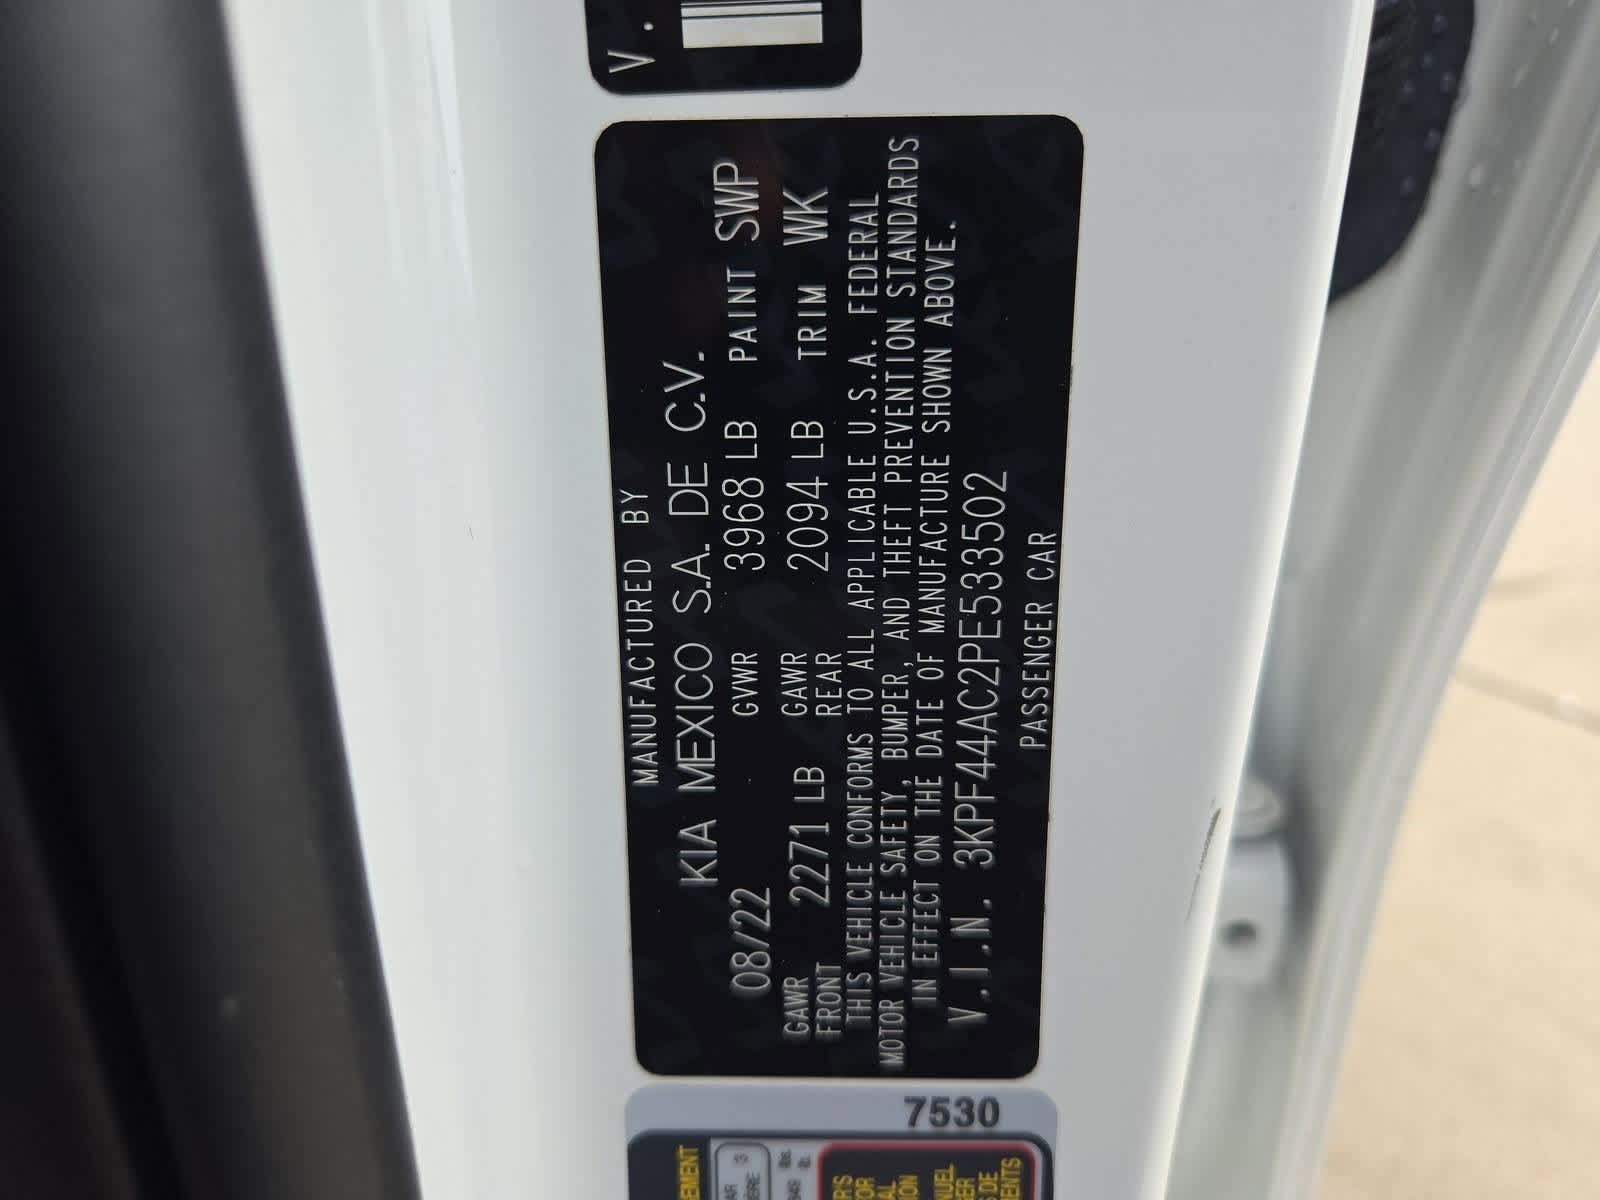 V.
MANUFACTURED BY
KIA MEXICO S.A. DE C.V.
08/22 GVWR 3968 LB PAINT SWP
GAWR FRONT 2271 LB GAWR REAR 2094 LB TRIM WK
THIS VEHICLE CONFORMS TO ALL APPLICABLE U.S.A. FEDERAL
MOTOR VEHICLE SAFETY, BUMPER, AND THEFT PREVENTION STANDARDS
IN EFFECT ON THE DATE OF MANUFACTURE SHOWN ABOVE.
V.I.N. 3KPF44AC2PE533502
PASSENGER CAR
7530